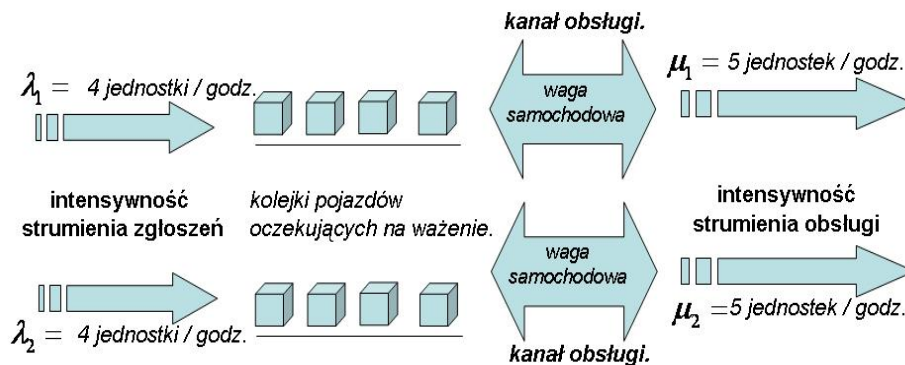 kanał obsługi.
λ₁ = 4 jednostki / godz.
waga
samochodowa
μ₁ = 5 jednostek / godz.
intensywność
strumienia zgłoszeń
kolejki pojazdów
oczekujących na ważenie.
intensywność
strumienia obsługi
λ₂ = 4 jednostki / godz.
waga
samochodowa
μ₂ = 5 jednostek / godz.
kanał obsługi.